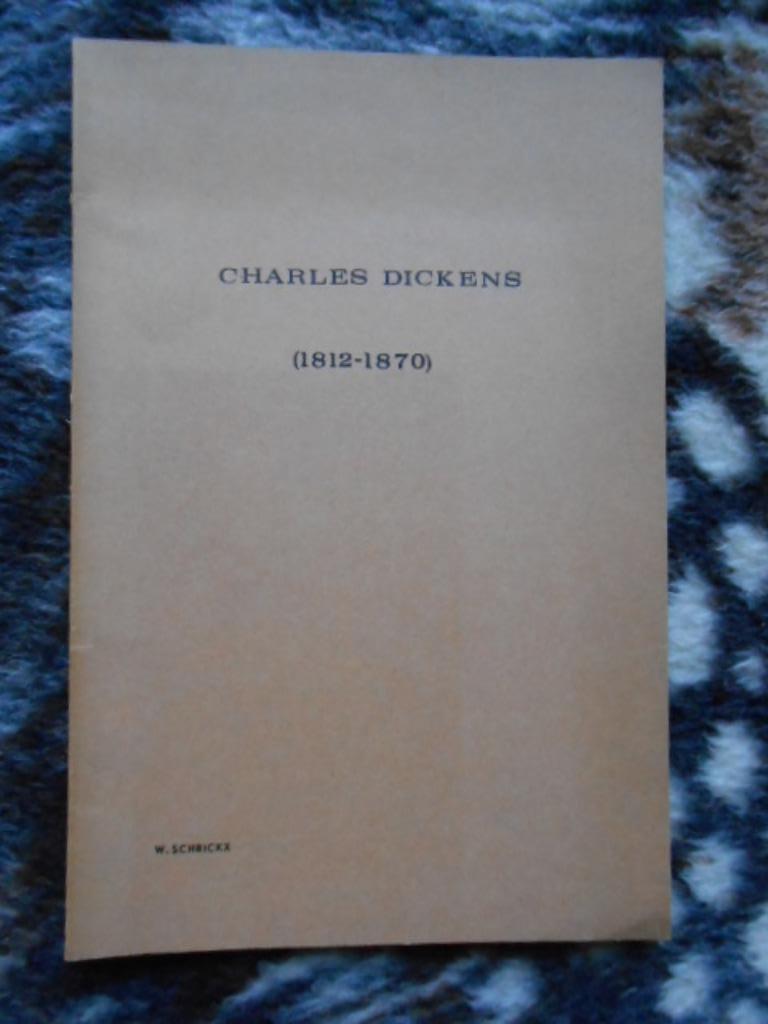 CHARLES DICKENS
(1812-1870)
W. SCHRICKX